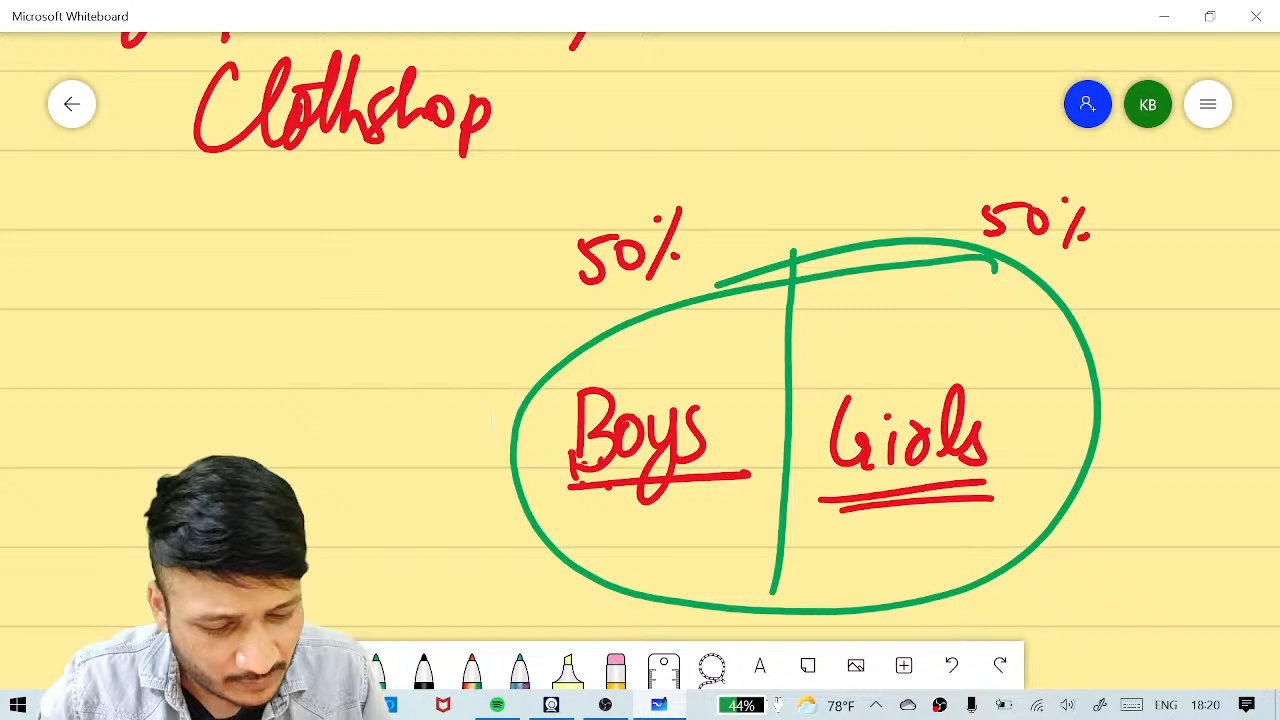 Microsoft Whiteboard
Clothshop
KB
50%
50%
Boys
Girls
A
44%
78°F
ENG
18:20